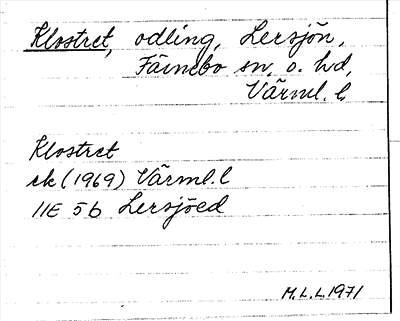 Klostret, odling, Lersjön,
Färnebo sn. o. hd,
Värml. l.
Klostret
ek (1969) Värml. l
11E 5b Lersjöed
M.L.L. 1971